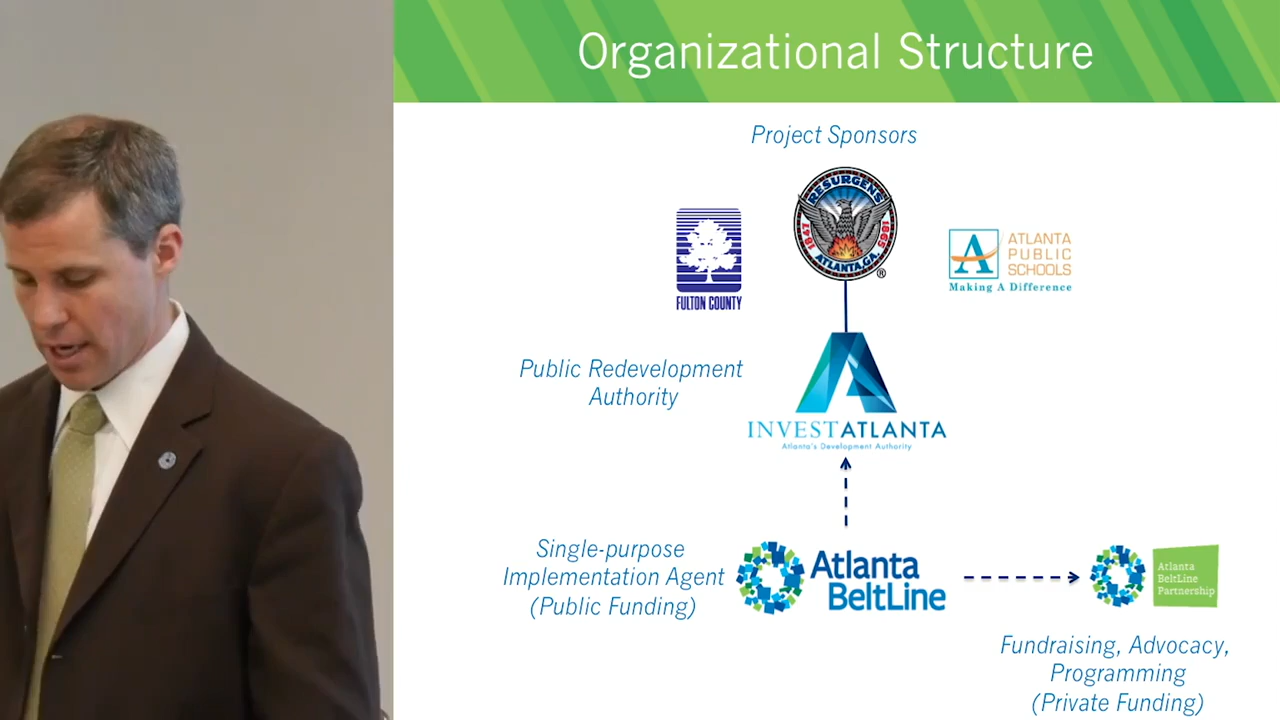 Organizational Structure
Project Sponsors
RESURGENS
1847
1865
ATLANTA, GA.
®
FULTON COUNTY
ATLANTA
PUBLIC
SCHOOLS
Making A Difference
Public Redevelopment
Authority
INVESTATLANTA
Atlanta's Development Authority
Single-purpose
Implementation Agent
(Public Funding)
Atlanta
BeltLine
Atlanta
BeltLine
Partnership
Fundraising, Advocacy,
Programming
(Private Funding)